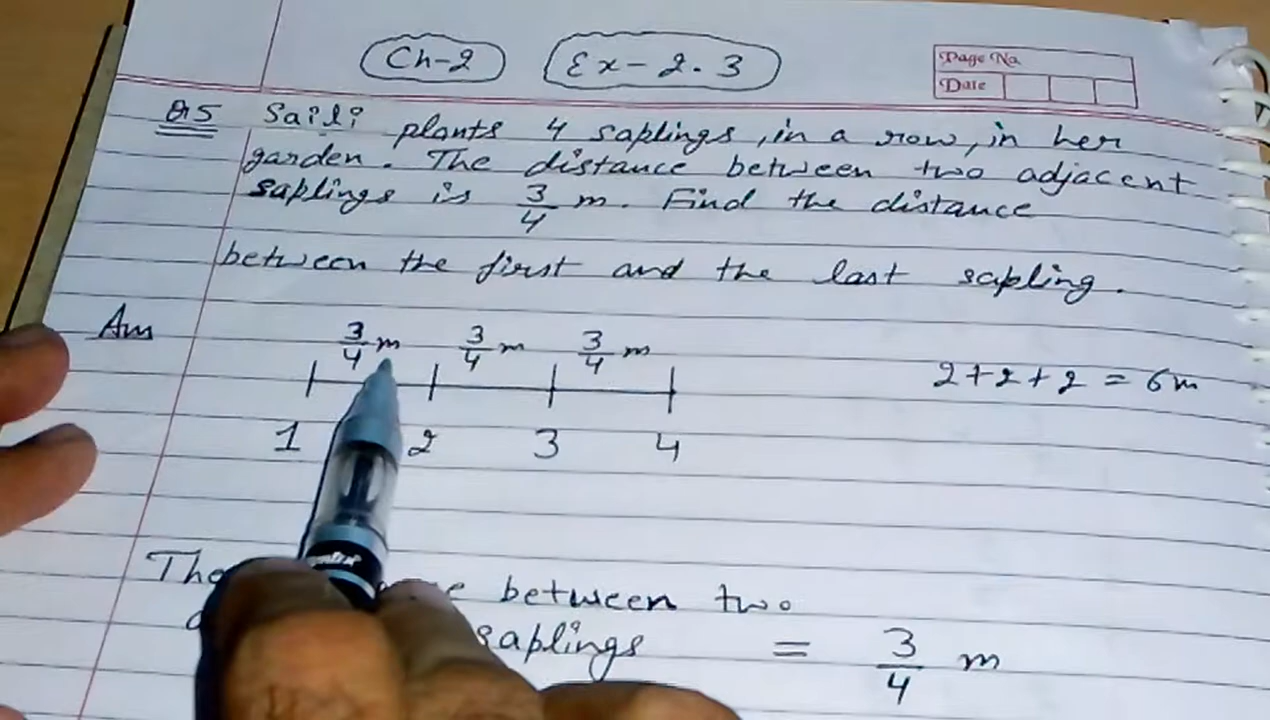 Ch-2 Ex-2.3
Page No.
Date
Q5 Saili plants 4 saplings, in a row, in her
garden. The distance between two adjacent
saplings is 3/4 m. Find the distance
between the first and the last sapling.
Ans
3/4 m 3/4 m 3/4 m
2+2+2 = 6m
1 2 3 4
between two
saplings = 3/4 m